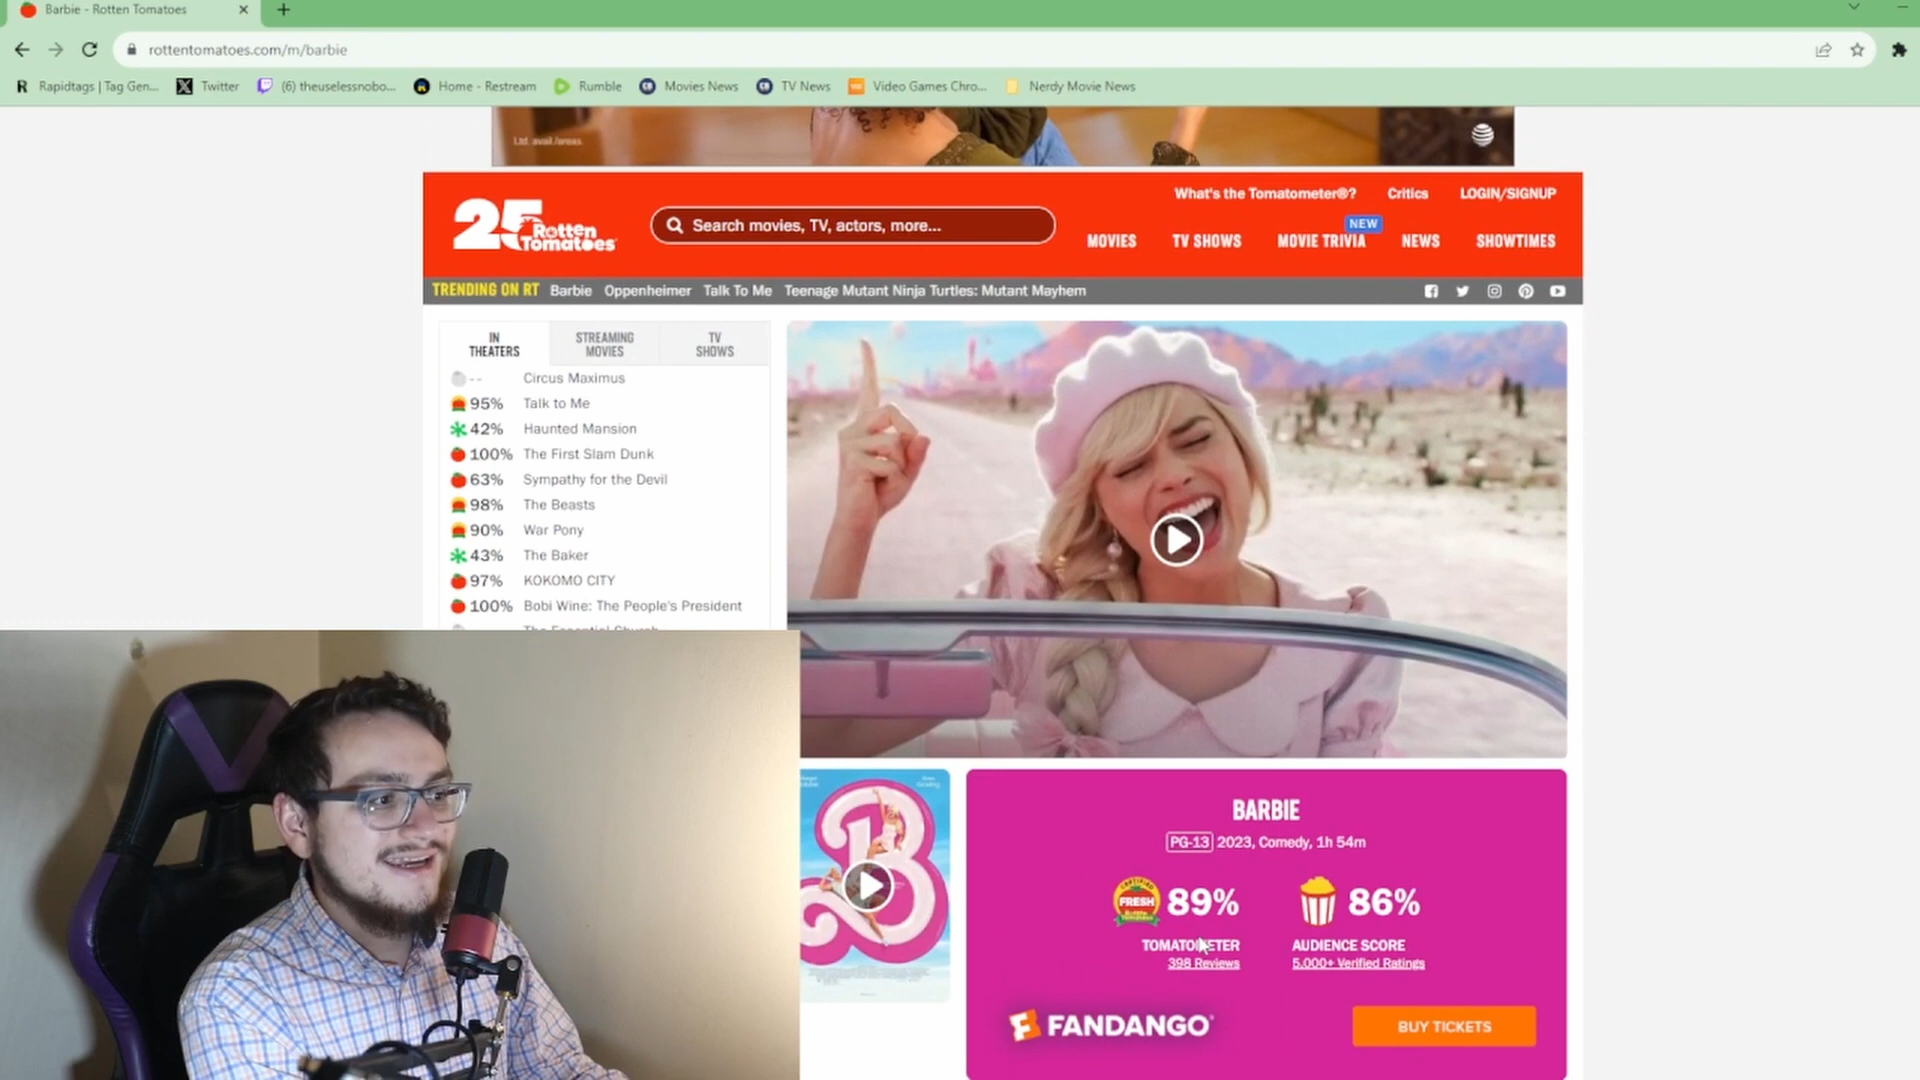 Barbie - Rotten Tomatoes
rottentomatoes.com/m/barbie
Rapidtags | Tag Gen...
Twitter
(6) theuselessnobo...
Home - Restream
Rumble
Movies News
TV News
Video Games Chro...
Nerdy Movie News
Ltd. avail./areas.
What's the Tomatometer®?
Critics
LOGIN/SIGNUP
25 Rotten Tomatoes
Search movies, TV, actors, more...
MOVIES
TV SHOWS
NEW
MOVIE TRIVIA
NEWS
SHOWTIMES
TRENDING ON RT Barbie Oppenheimer Talk To Me Teenage Mutant Ninja Turtles: Mutant Mayhem
IN THEATERS
STREAMING MOVIES
TV SHOWS
-- Circus Maximus
95% Talk to Me
42% Haunted Mansion
100% The First Slam Dunk
63% Sympathy for the Devil
98% The Beasts
90% War Pony
43% The Baker
97% KOKOMO CITY
100% Bobi Wine: The People's President
BARBIE
PG-13 2023, Comedy, 1h 54m
CERTIFIED FRESH
89%
86%
TOMATOMETER
AUDIENCE SCORE
398 Reviews
5,000+ Verified Ratings
FANDANGO
BUY TICKETS